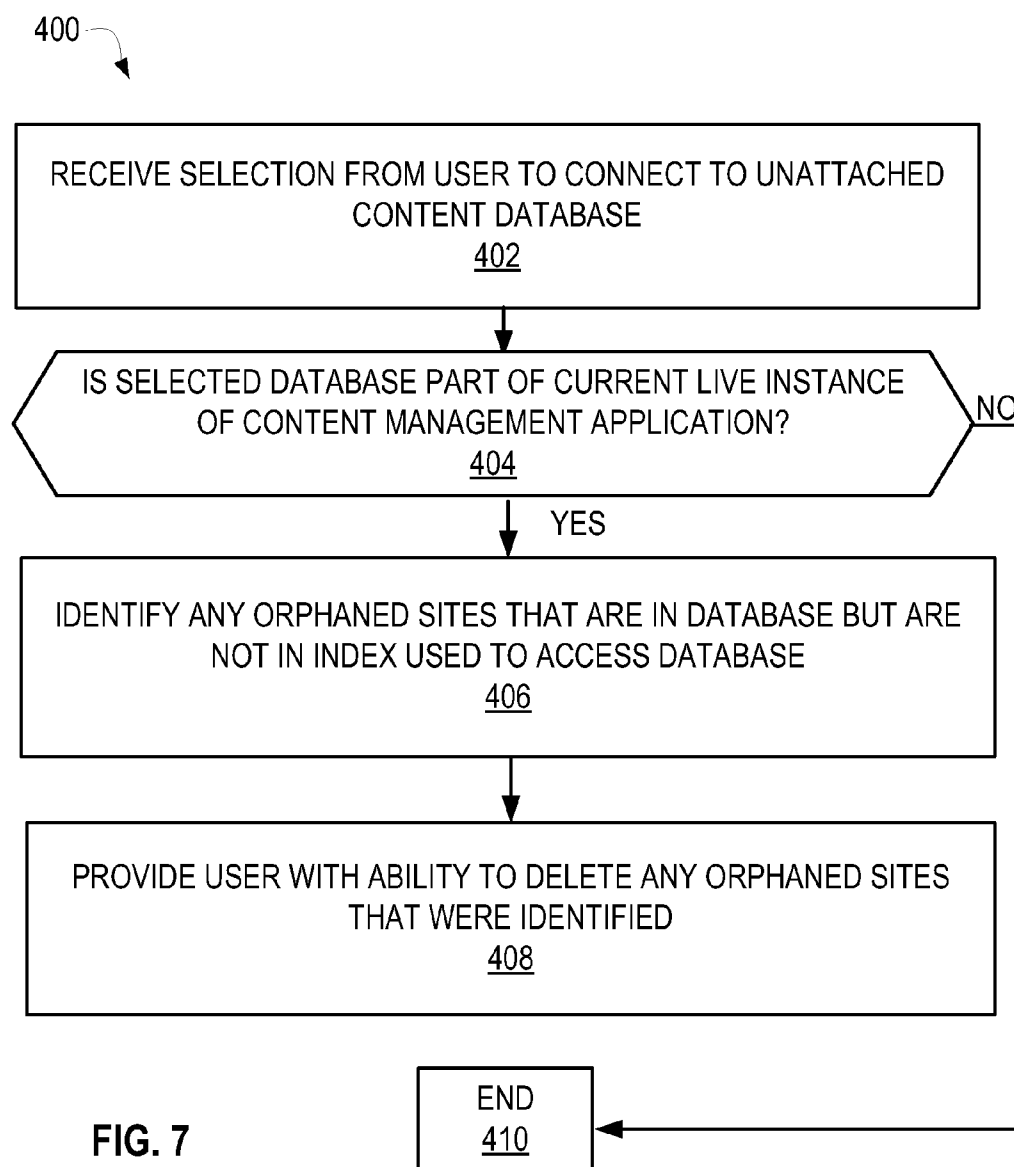 400
RECEIVE SELECTION FROM USER TO CONNECT TO UNATTACHED
CONTENT DATABASE
402
IS SELECTED DATABASE PART OF CURRENT LIVE INSTANCE
OF CONTENT MANAGEMENT APPLICATION?
404
NO
YES
IDENTIFY ANY ORPHANED SITES THAT ARE IN DATABASE BUT ARE
NOT IN INDEX USED TO ACCESS DATABASE
406
PROVIDE USER WITH ABILITY TO DELETE ANY ORPHANED SITES
THAT WERE IDENTIFIED
408
END
410
FIG. 7